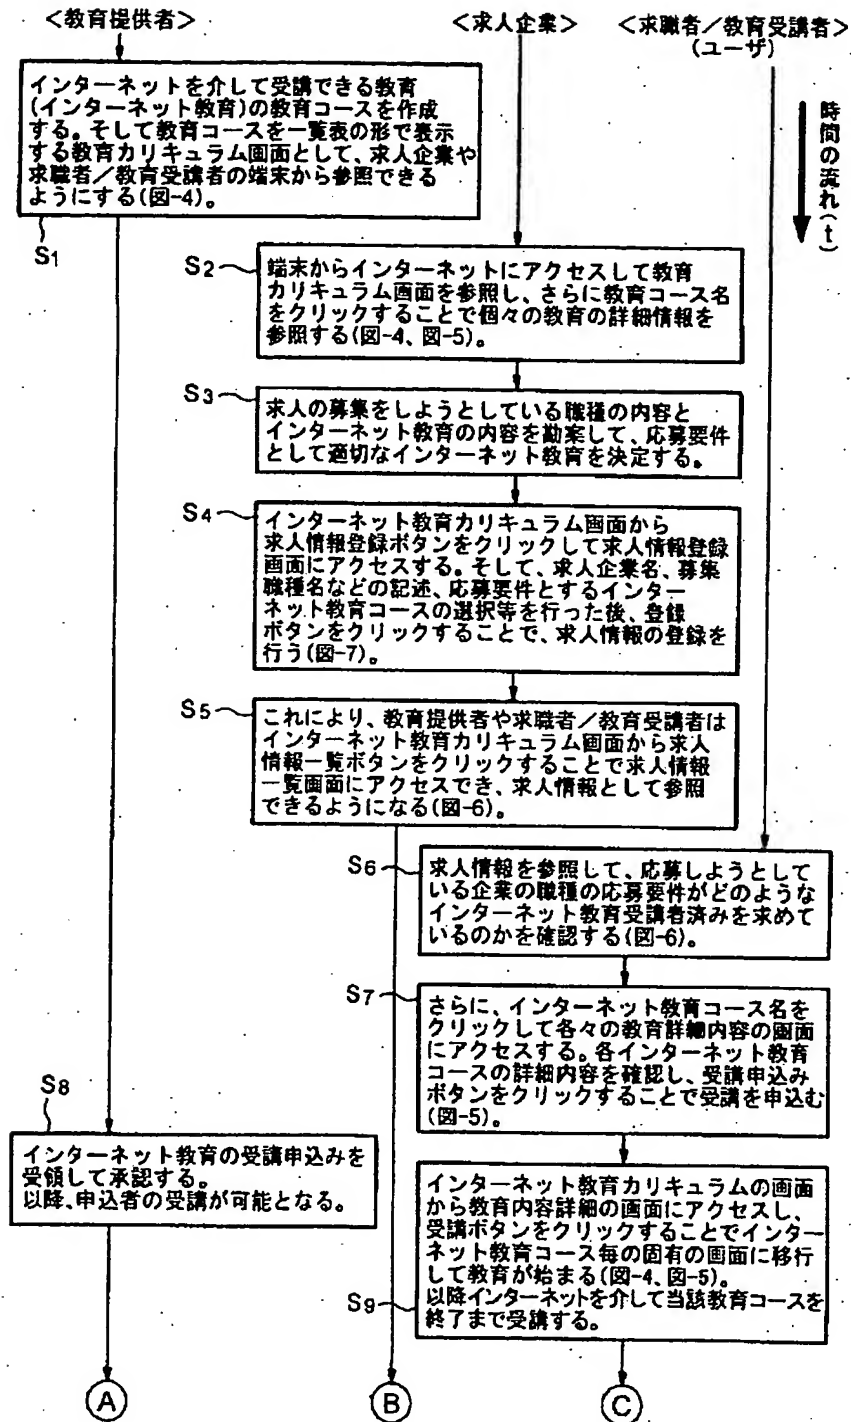 <教育提供者>
<求人企業>
<求職者/教育受講者>
(ユーザ)
時間の流れ(t)
インターネットを介して受講できる教育
(インターネット教育)の教育コースを作成
する。そして教育コースを一覧表の形で表示
する教育カリキュラム画面として、求人企業や
求職者/教育受講者の端末から参照できる
ようにする(図-4)。
S1
S2
端末からインターネットにアクセスして教育
カリキュラム画面を参照し、さらに教育コース名
をクリックすることで個々の教育の詳細情報を
参照する(図-4、図-5)。
S3
求人の募集をしようとしている職種の内容と
インターネット教育の内容を勘案して、応募要件
として適切なインターネット教育を決定する。
S4
インターネット教育カリキュラム画面から
求人情報登録ボタンをクリックして求人情報登録
画面にアクセスする。そして、求人企業名、募集
職種名などの記述、応募要件とするインター
ネット教育コースの選択等を行った後、登録
ボタンをクリックすることで、求人情報の登録を
行う(図-7)。
S5
これにより、教育提供者や求職者/教育受講者は
インターネット教育カリキュラム画面から求人
情報一覧ボタンをクリックすることで求人情報
一覧画面にアクセスでき、求人情報として参照
できるようになる(図-6)。
S6
求人情報を参照して、応募しようとして
いる企業の職種の応募要件がどのような
インターネット教育受講者済みを求めて
いるのかを確認する(図-6)。
S7
さらに、インターネット教育コース名を
クリックして各々の教育詳細内容の画面
にアクセスする。各インターネット教育
コースの詳細内容を確認し、受講申込み
ボタンをクリックすることで受講を申込む
(図-5)。
S8
インターネット教育の受講申込みを
受領して承認する。
以降、申込者の受講が可能となる。
インターネット教育カリキュラムの画面
から教育内容詳細の画面にアクセスし、
受講ボタンをクリックすることでインター
ネット教育コース毎の固有の画面に移行
して教育が始まる(図-4、図-5)。
以降インターネットを介して当該教育コースを
終了まで受講する。
S9
A
B
C